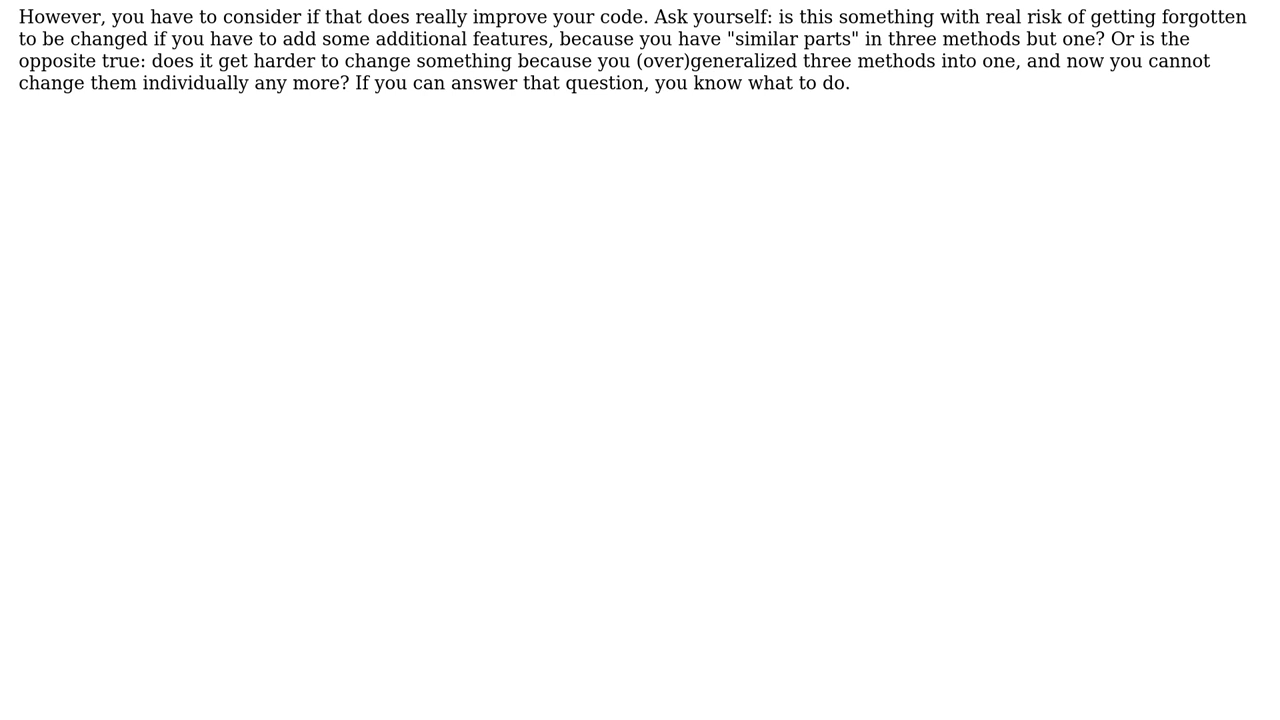 However, you have to consider if that does really improve your code. Ask yourself: is this something with real risk of getting forgotten
to be changed if you have to add some additional features, because you have "similar parts" in three methods but one? Or is the
opposite true: does it get harder to change something because you (over)generalized three methods into one, and now you cannot
change them individually any more? If you can answer that question, you know what to do.